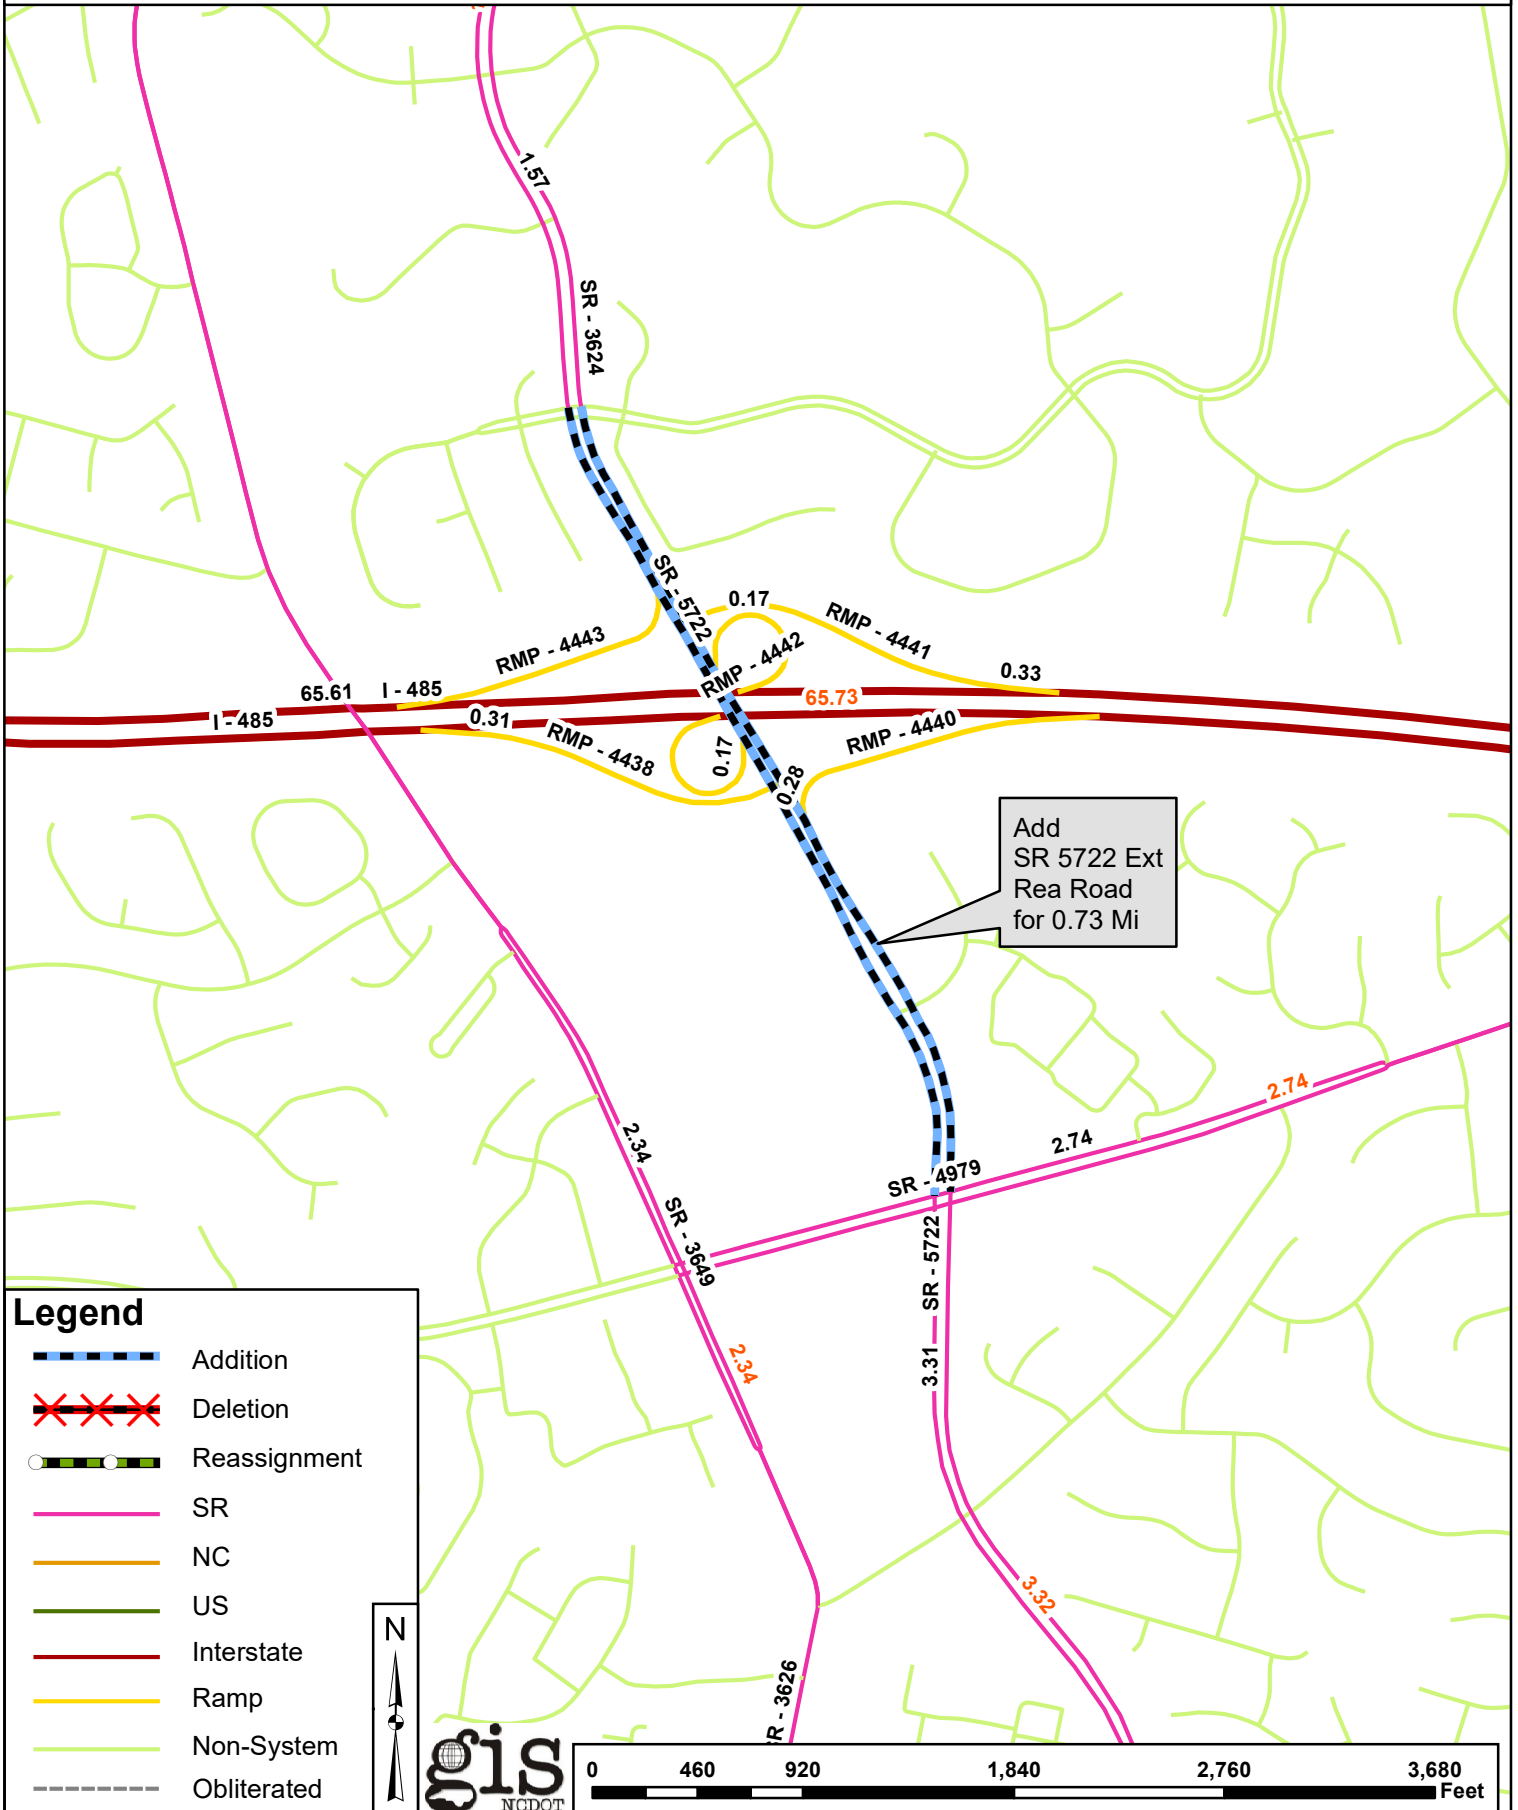 1.57
SR - 3624
SR - 5722
0.17
RMP - 4441
RMP - 4443
RMP - 4442
0.33
65.61
I - 485
65.73
I - 485
0.31
RMP - 4438
0.17
RMP - 4440
0.28
Add
SR 5722 Ext
Rea Road
for 0.73 Mi
2.74
2.34
2.74
SR - 4979
SR - 3649
SR - 5722
3.31
2.34
3.32
SR - 3626
Legend
Addition
Deletion
Reassignment
SR
NC
US
Interstate
Ramp
Non-System
Obliterated
N
gis
NCDOT
0 460 920 1,840 2,760 3,680
Feet